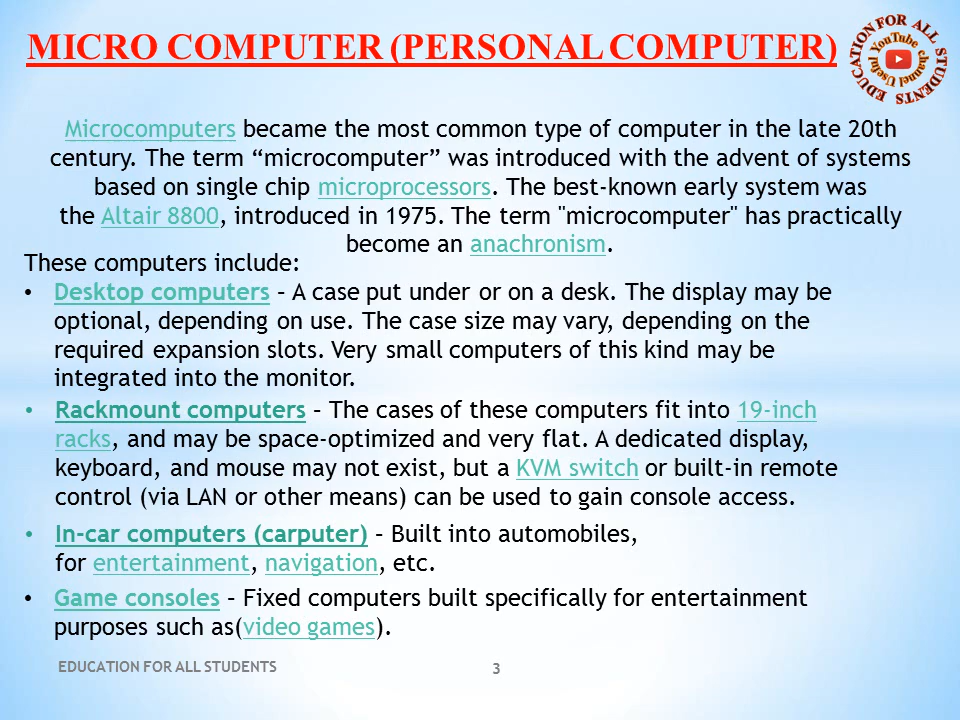 MICRO COMPUTER (PERSONAL COMPUTER)
EDUCATION FOR ALL STUDENTS
YouTube channel Useful
Microcomputers became the most common type of computer in the late 20th
century. The term “microcomputer” was introduced with the advent of systems
based on single chip microprocessors. The best-known early system was
the Altair 8800, introduced in 1975. The term "microcomputer" has practically
become an anachronism.
These computers include:
• Desktop computers – A case put under or on a desk. The display may be
optional, depending on use. The case size may vary, depending on the
required expansion slots. Very small computers of this kind may be
integrated into the monitor.
• Rackmount computers – The cases of these computers fit into 19-inch
racks, and may be space-optimized and very flat. A dedicated display,
keyboard, and mouse may not exist, but a KVM switch or built-in remote
control (via LAN or other means) can be used to gain console access.
• In-car computers (carputer) – Built into automobiles,
for entertainment, navigation, etc.
• Game consoles – Fixed computers built specifically for entertainment
purposes such as(video games).
EDUCATION FOR ALL STUDENTS
3